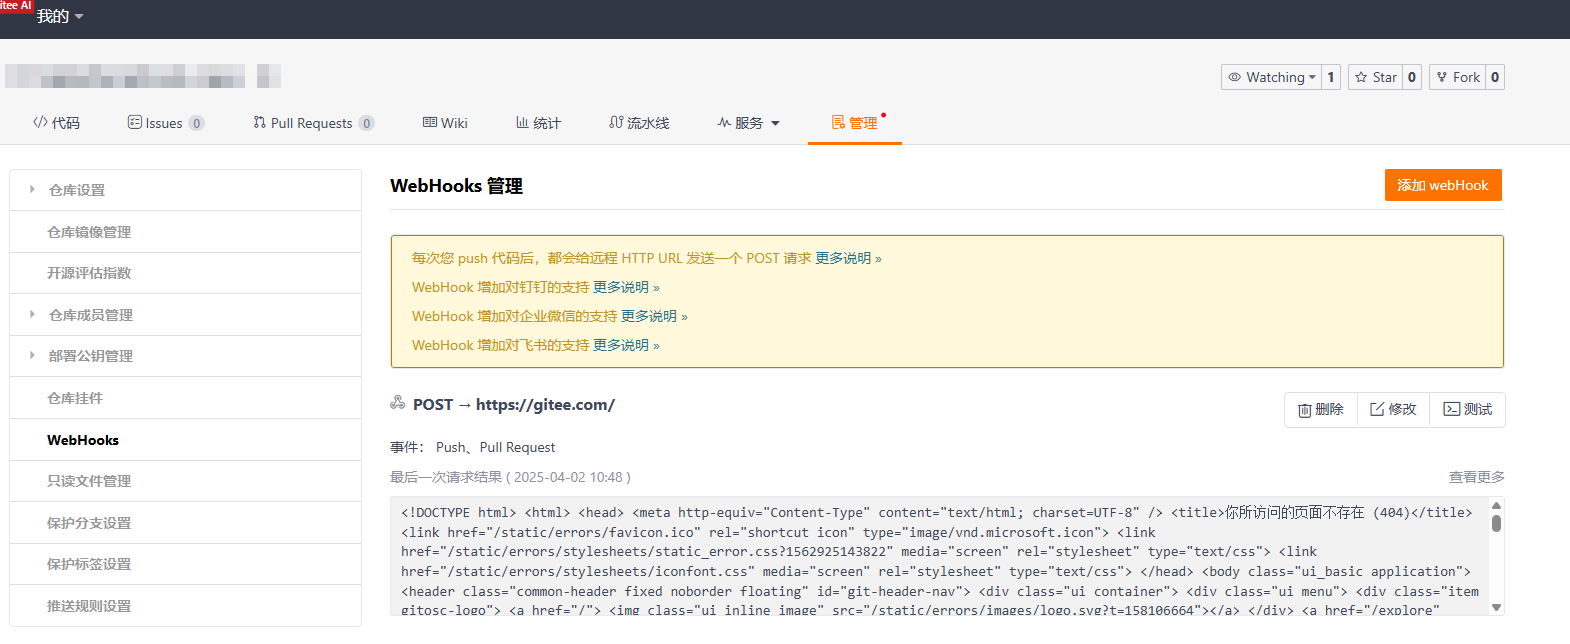 itee AI
我的
Watching 1 Star 0 Fork 0
代码 Issues 0 Pull Requests 0 Wiki 统计 流水线 服务 管理
仓库设置
仓库镜像管理
开源评估指数
仓库成员管理
部署公钥管理
仓库挂件
WebHooks
只读文件管理
保护分支设置
保护标签设置
推送规则设置
WebHooks 管理
添加 webHook
每次您 push 代码后，都会给远程 HTTP URL 发送一个 POST 请求 更多说明 »
WebHook 增加对钉钉的支持 更多说明 »
WebHook 增加对企业微信的支持 更多说明 »
WebHook 增加对飞书的支持 更多说明 »
POST → https://gitee.com/
删除 修改 测试
事件： Push、Pull Request
最后一次请求结果 ( 2025-04-02 10:48 )
查看更多
<!DOCTYPE html> <html> <head> <meta http-equiv="Content-Type" content="text/html; charset=UTF-8" /> <title>你所访问的页面不存在 (404)</title>
<link href="/static/errors/favicon.ico" rel="shortcut icon" type="image/vnd.microsoft.icon"> <link
href="/static/errors/stylesheets/static_error.css?1562925143822" media="screen" rel="stylesheet" type="text/css"> <link
href="/static/errors/stylesheets/iconfont.css" media="screen" rel="stylesheet" type="text/css"> </head> <body class="ui_basic application">
<header class="common-header fixed noborder floating" id="git-header-nav"> <div class="ui container"> <div class="ui menu"> <div class="item
gitosc-logo"> <a href="/"> <img class="ui inline image" src="/static/errors/images/logo.svg?t=158106664"></a> </div> <a href="/explore"